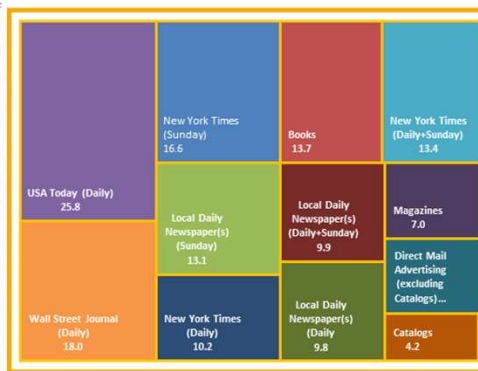 USA Today (Daily)
25.8
Wall Street Journal
(Daily)
18.0
New York Times
(Sunday)
16.6
Local Daily
Newspaper(s)
(Sunday)
13.1
New York Times
(Daily)
10.2
Books
13.7
Local Daily
Newspaper(s)
(Daily+Sunday)
9.9
Local Daily
Newspaper(s)
(Daily
9.8
New York Times
(Daily+Sunday)
13.4
Magazines
7.0
Direct Mail
Advertising
(excluding
Catalogs)...
Catalogs
4.2